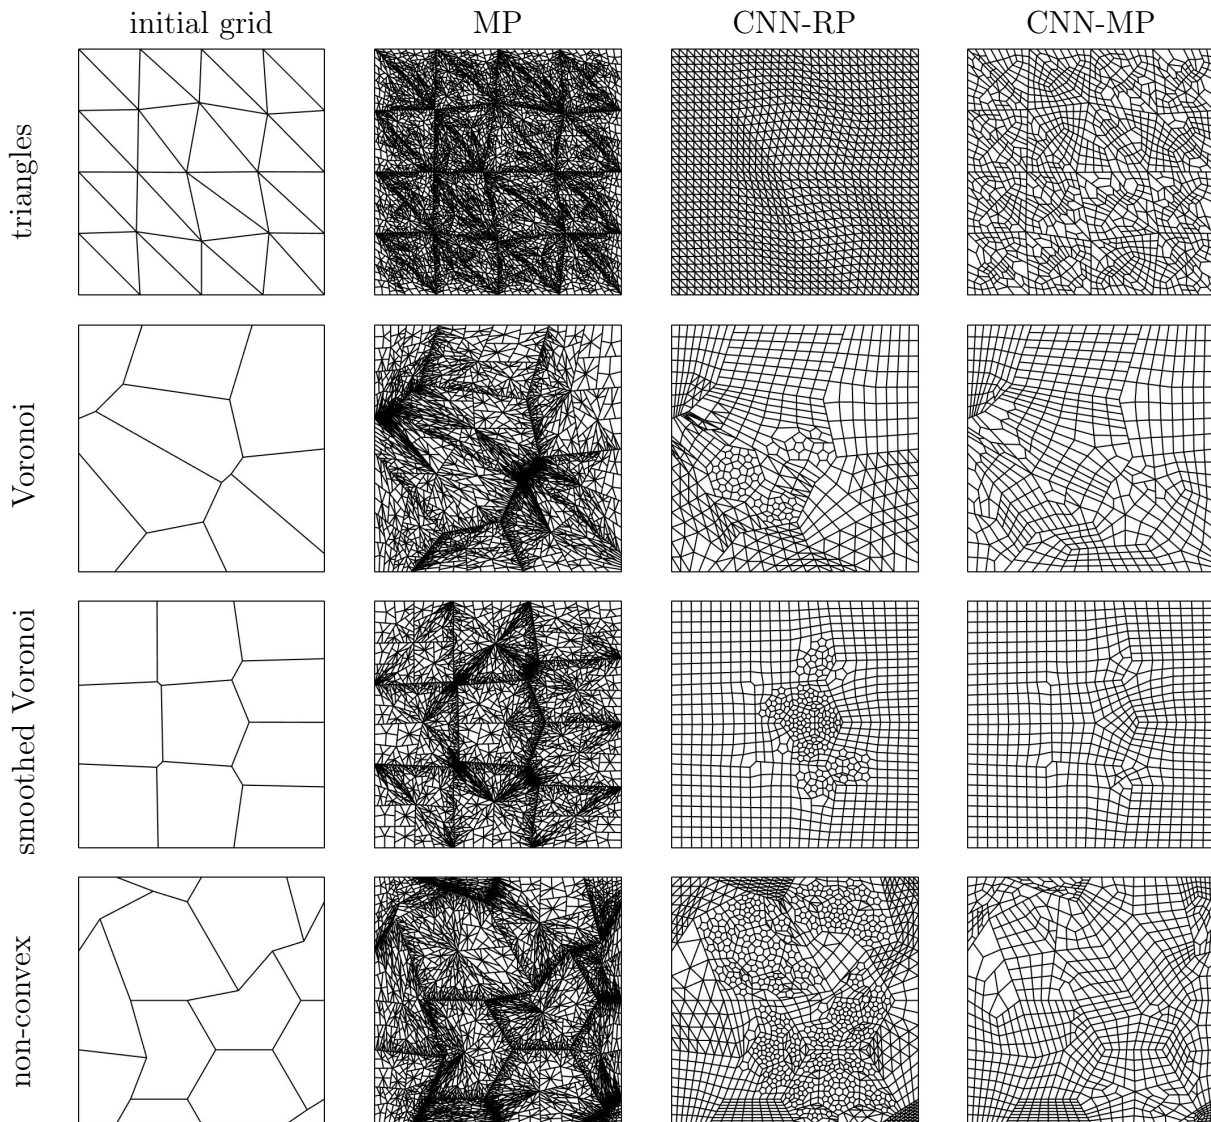 initial grid
MP
CNN-RP
CNN-MP
triangles
Voronoi
smoothed Voronoi
non-convex